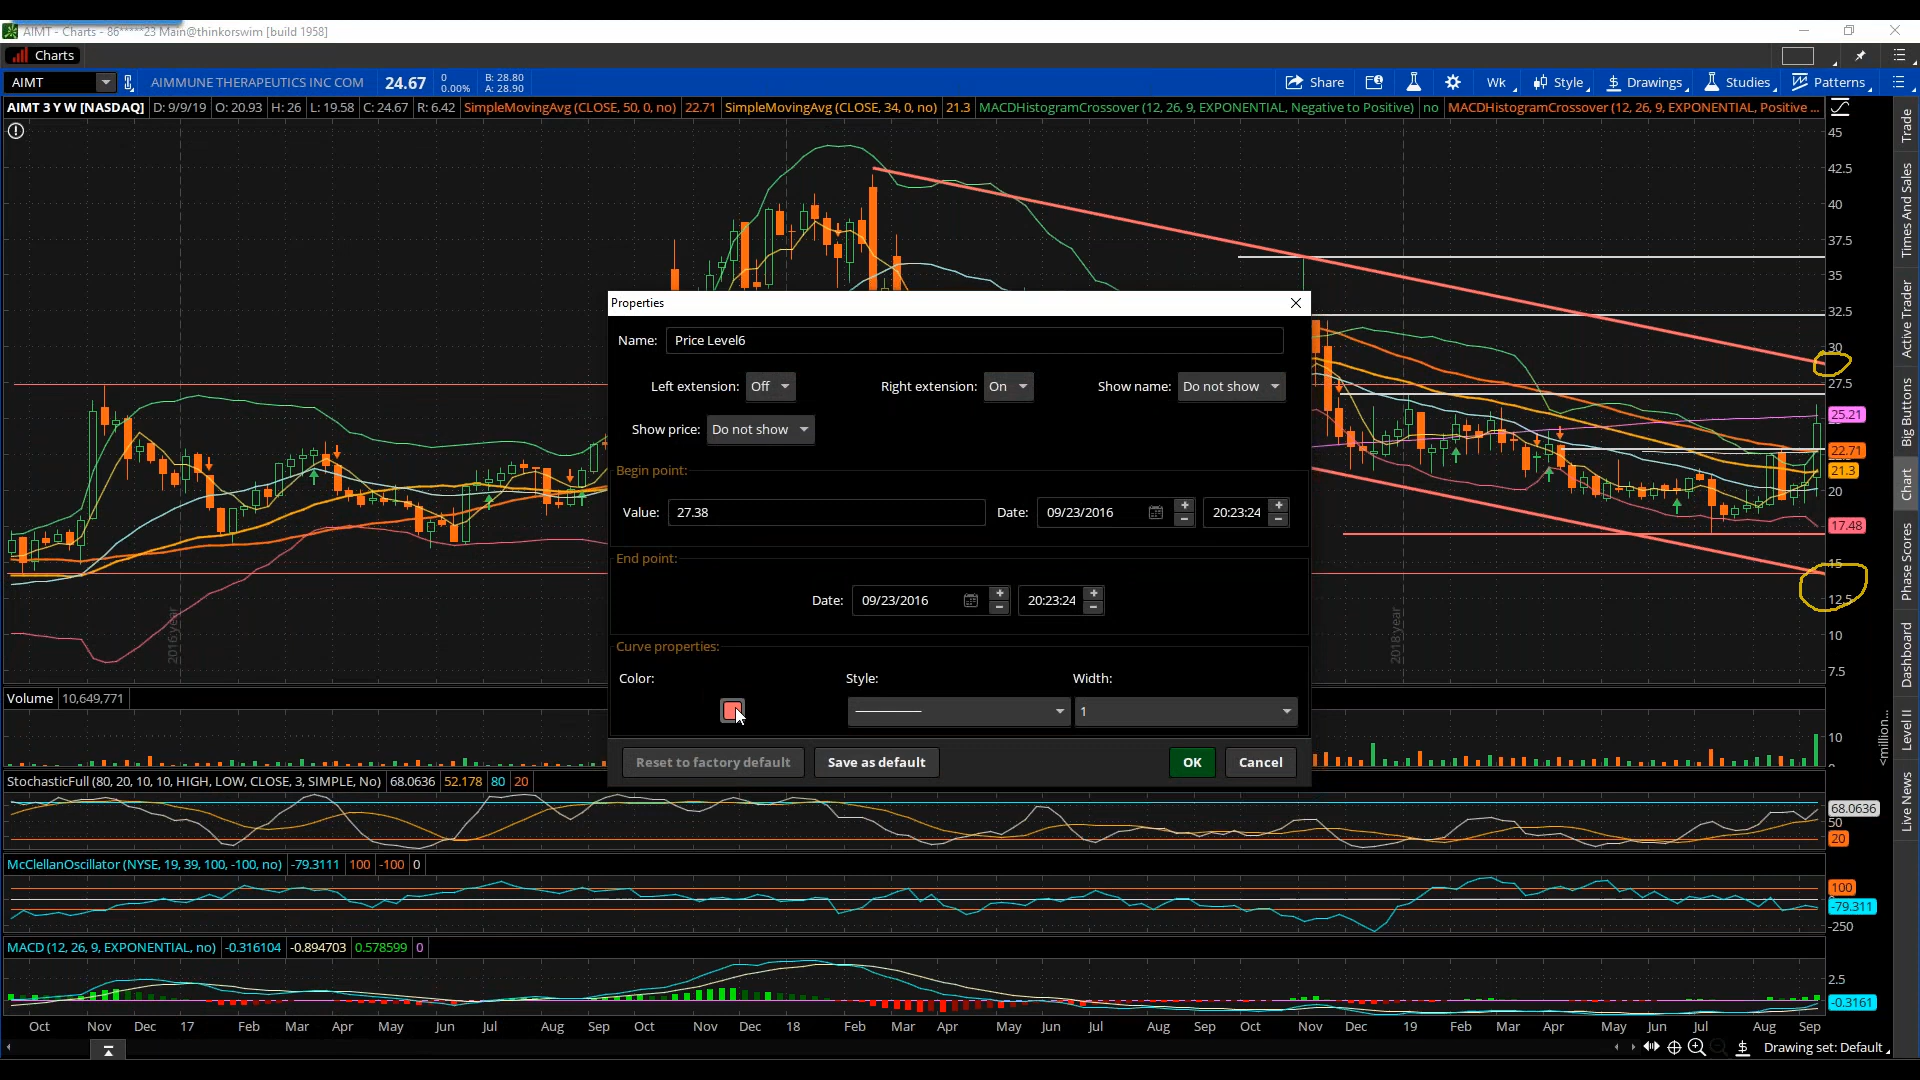 AIMT - Charts - 86*****23 Main@thinkorswim [build 1958]
Charts
AIMT AIMMUNE THERAPEUTICS INC COM 24.67 0 0.00% B: 28.80 A: 28.90 Share Wk Style Drawings Studies Patterns
AIMT 3 Y W [NASDAQ] D: 9/9/19 O: 20.93 H: 26 L: 19.58 C: 24.67 R: 6.42 SimpleMovingAvg (CLOSE, 50, 0, no) 22.71 SimpleMovingAvg (CLOSE, 34, 0, no) 21.3 MACDHistogramCrossover (12, 26, 9, EXPONENTIAL, Negative to Positive) no MACDHistogramCrossover (12, 26, 9, EXPONENTIAL, Positive ...
45
42.5
40
37.5
35
32.5
30
27.5
25.21
22.71
21.3
20
17.48
15
12.5
10
7.5
2016 year
2018 year
Properties
Name: Price Level6
Left extension: Off Right extension: On Show name: Do not show
Show price: Do not show
Begin point:
Value: 27.38 Date: 09/23/2016 20:23:24
End point:
Date: 09/23/2016 20:23:24
Curve properties:
Color: Style: Width:
1
Reset to factory default Save as default OK Cancel
Volume 10,649,771
10
<million...
StochasticFull (80, 20, 10, 10, HIGH, LOW, CLOSE, 3, SIMPLE, No) 68.0636 52.178 80 20
68.0636
50
20
McClellanOscillator (NYSE, 19, 39, 100, -100, no) -79.3111 100 -100 0
100
-79.311
-250
MACD (12, 26, 9, EXPONENTIAL, no) -0.316104 -0.894703 0.578599 0
2.5
-0.3161
Oct Nov Dec 17 Feb Mar Apr May Jun Jul Aug Sep Oct Nov Dec 18 Feb Mar Apr May Jun Jul Aug Sep Oct Nov Dec 19 Feb Mar Apr May Jun Jul Aug Sep
Drawing set: Default
Trade
Times And Sales
Active Trader
Big Buttons
Chart
Phase Scores
Dashboard
Level II
Live News